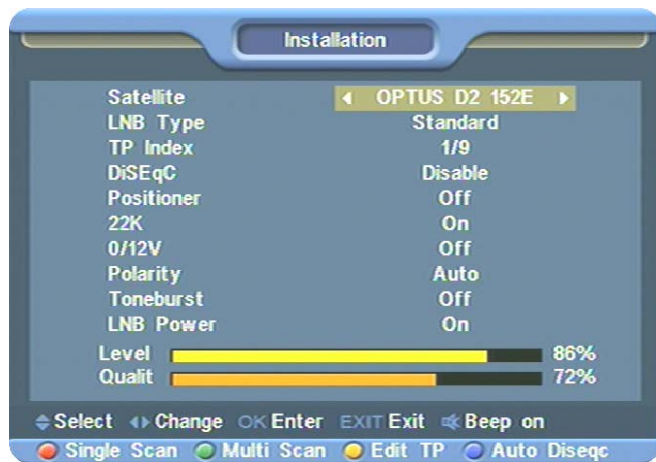 Installation
Satellite OPTUS D2 152E
LNB Type Standard
TP Index 1/9
DiSEqC Disable
Positioner Off
22K On
0/12V Off
Polarity Auto
Toneburst Off
LNB Power On
Level 86%
Qualit 72%
Select Change OK Enter EXIT Exit Beep on
Single Scan Multi Scan Edit TP Auto Diseqc